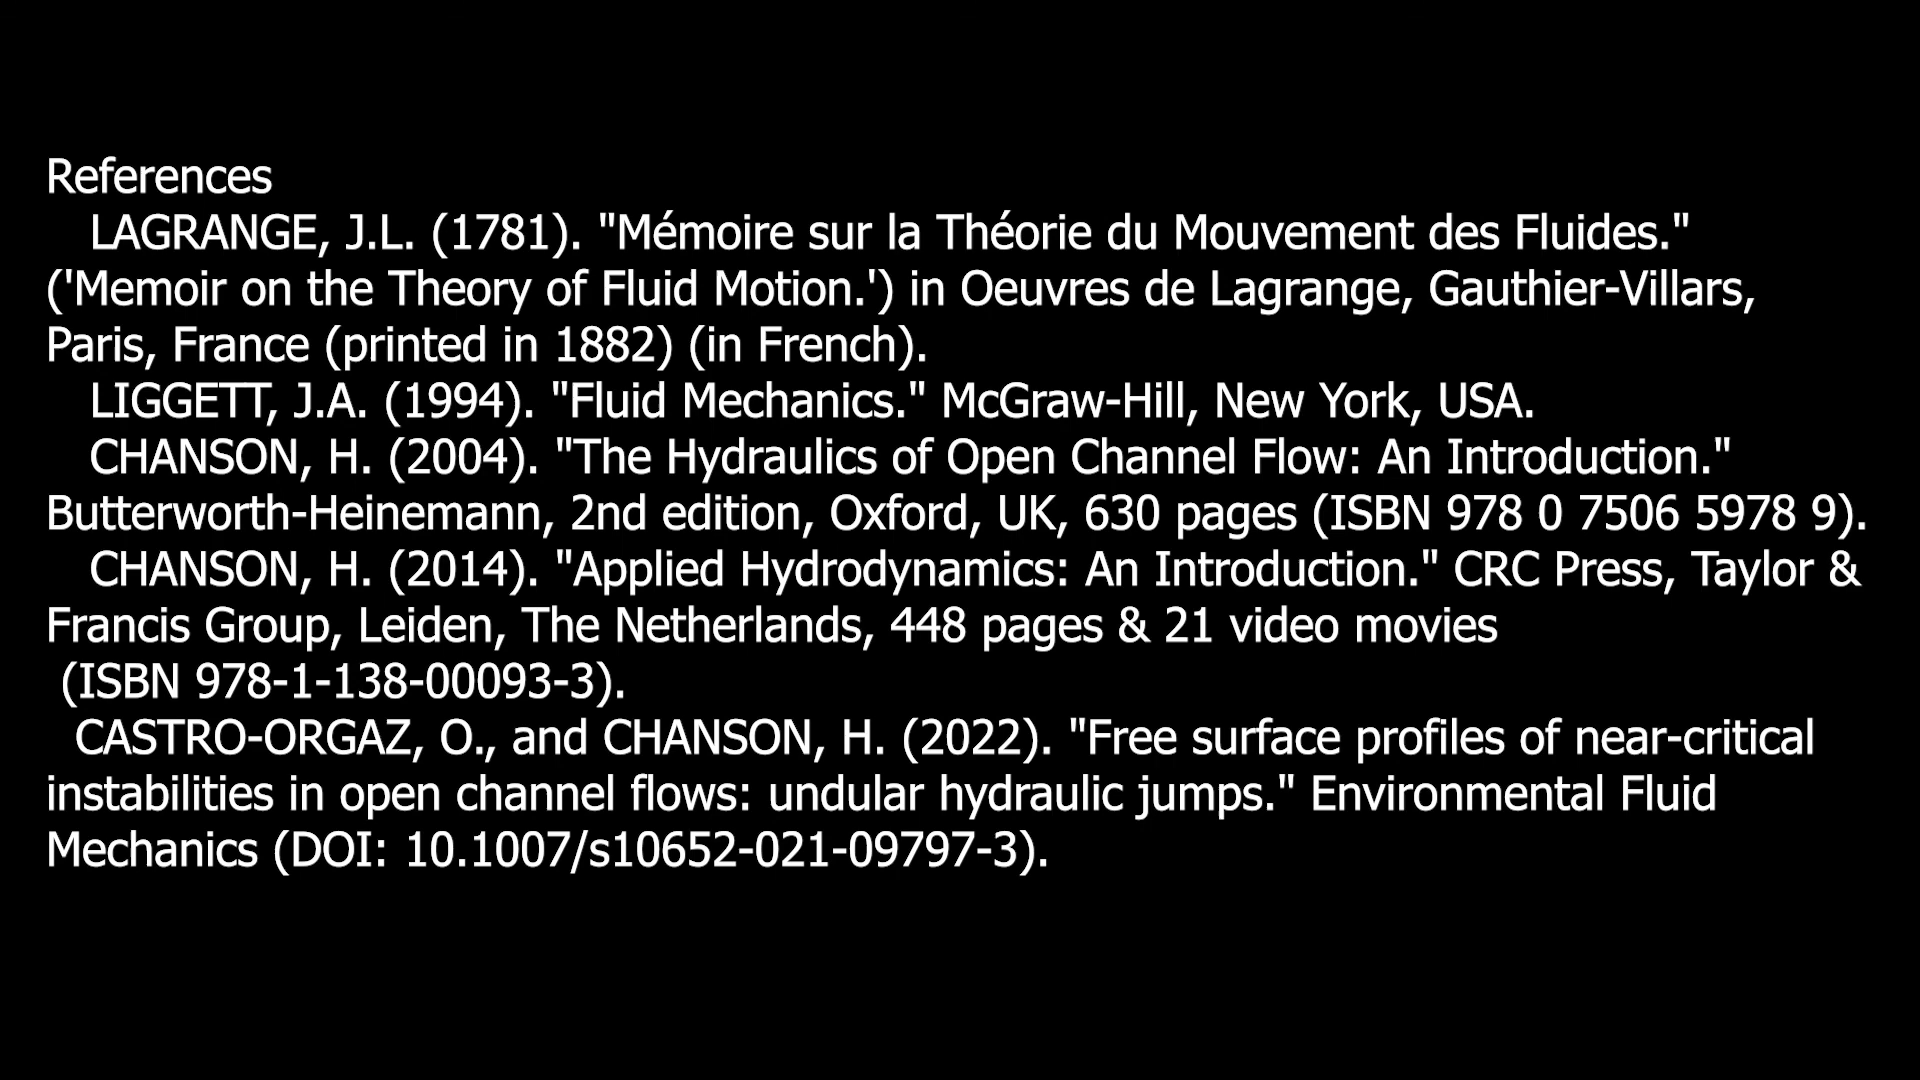 References
LAGRANGE, J.L. (1781). "Mémoire sur la Théorie du Mouvement des Fluides."
('Memoir on the Theory of Fluid Motion.') in Oeuvres de Lagrange, Gauthier-Villars,
Paris, France (printed in 1882) (in French).
LIGGETT, J.A. (1994). "Fluid Mechanics." McGraw-Hill, New York, USA.
CHANSON, H. (2004). "The Hydraulics of Open Channel Flow: An Introduction."
Butterworth-Heinemann, 2nd edition, Oxford, UK, 630 pages (ISBN 978 0 7506 5978 9).
CHANSON, H. (2014). "Applied Hydrodynamics: An Introduction." CRC Press, Taylor &
Francis Group, Leiden, The Netherlands, 448 pages & 21 video movies
(ISBN 978-1-138-00093-3).
CASTRO-ORGAZ, O., and CHANSON, H. (2022). "Free surface profiles of near-critical
instabilities in open channel flows: undular hydraulic jumps." Environmental Fluid
Mechanics (DOI: 10.1007/s10652-021-09797-3).